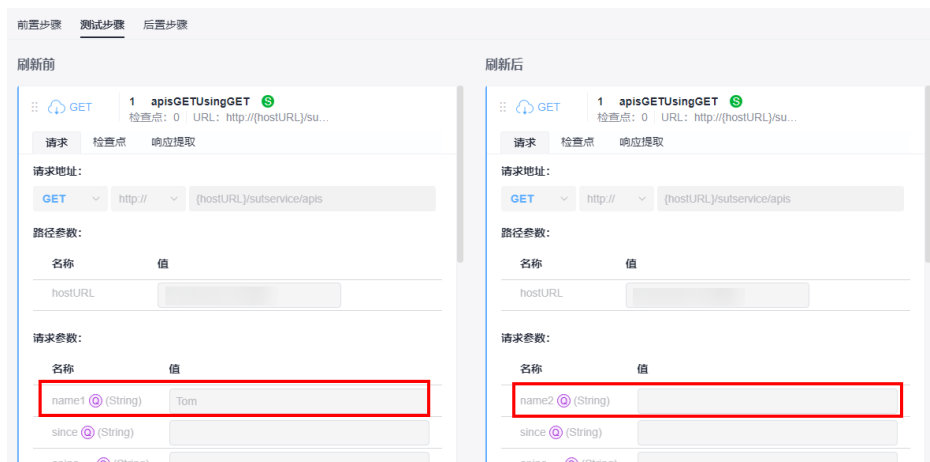 前置步骤 测试步骤 后置步骤
刷新前
GET 1 apisGETUsingGET S
检查点：0 URL：http://{hostURL}/su...
请求 检查点 响应提取
请求地址：
GET http:// {hostURL}/sutservice/apis
路径参数：
名称 值
hostURL
请求参数：
名称 值
name1 Q (String) Tom
since Q (String)
刷新后
GET 1 apisGETUsingGET S
检查点：0 URL：http://{hostURL}/su...
请求 检查点 响应提取
请求地址：
GET http:// {hostURL}/sutservice/apis
路径参数：
名称 值
hostURL
请求参数：
名称 值
name2 Q (String)
since Q (String)